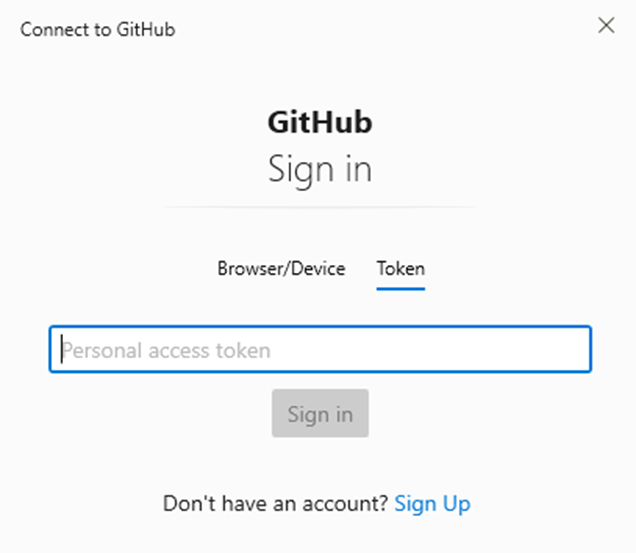 Connect to GitHub
GitHub
Sign in
Browser/Device Token
Personal access token
Sign in
Don't have an account? Sign Up